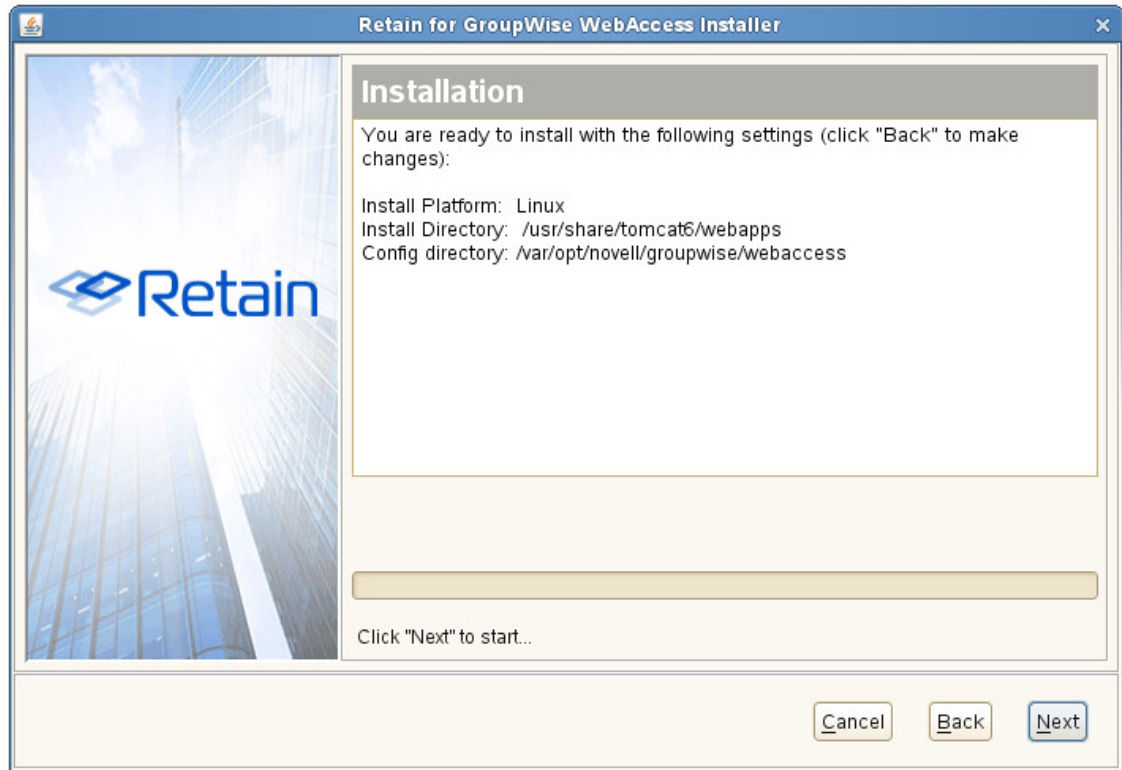 Retain for GroupWise WebAccess Installer
Installation
You are ready to install with the following settings (click "Back" to make
changes):
Install Platform: Linux
Install Directory: /usr/share/tomcat6/webapps
Config directory: /var/opt/novell/groupwise/webaccess
Retain
Click "Next" to start...
Cancel
Back
Next